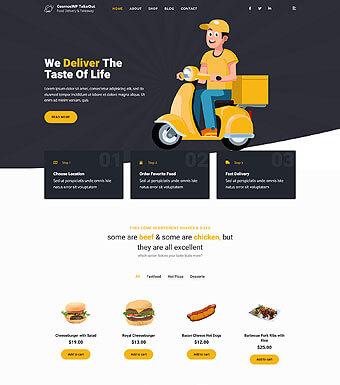 CosmosWP TakeOut
Food Delivery & Takeaway
HOME ABOUT SHOP BLOG CONTACT
We Deliver The
Taste Of Life
Lorem ipsum dolor sit amet, consectetur adipiscing elit, sed do
eiusmod tempor incididunt ut labore et dolore magna aliqua. Ut
enim ad minim veniam, quis
READ MORE
Step 1 01
Choose Location
Sed ut perspiciatis unde omnis iste
natus error sit voluptatem
Step 2 02
Order Favorite Food
Sed ut perspiciatis unde omnis iste
natus error sit voluptatem
Step 3 03
Fast Delivery
Sed ut perspiciatis unde omnis iste
natus error sit voluptatem
THEY COME IN DIFFERENT SHAPES & SIZES
some are beef & some are chicken, but
they are all excellent
which option tickles your taste buds more?
All Fastfood Hot Pizza Desserts
Cheeseburger with Salad
$19.00
Add to cart
Royal Cheeseburger
$13.00
Add to cart
Bacon Cheese Hot Dogs
$12.00
Add to cart
Barbecue Pork Ribs with
Rice
$25.00
Add to cart